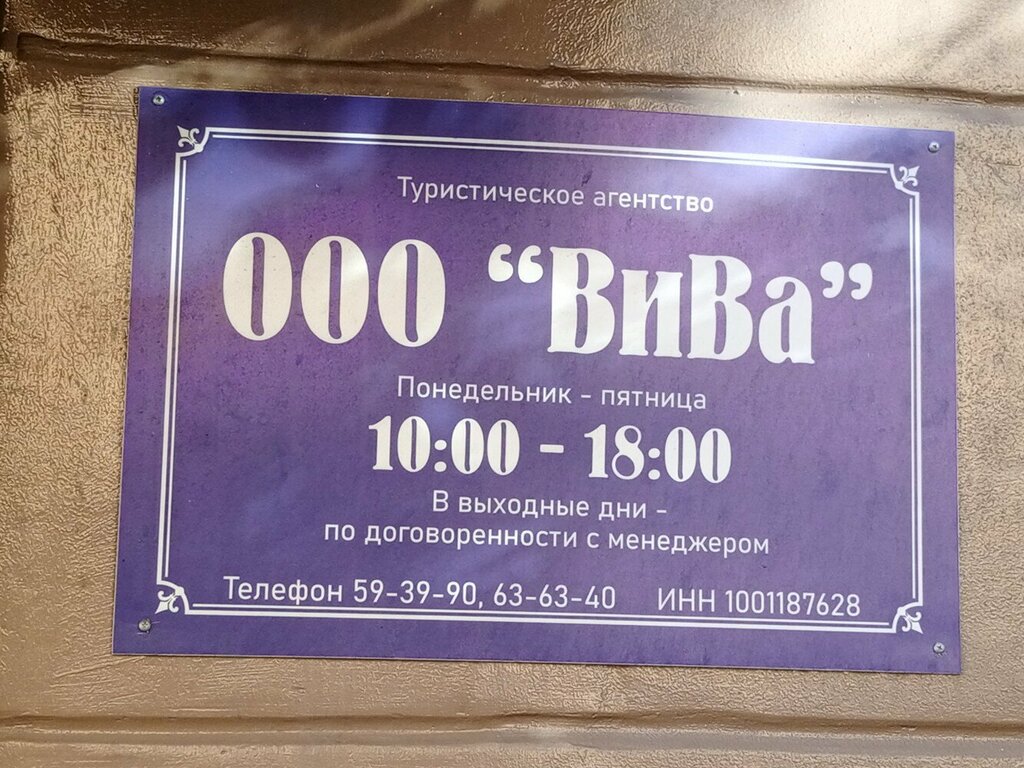 Туристическое агентство
ООО “ВиВа”
Понедельник - пятница
10:00 - 18:00
В выходные дни -
по договоренности с менеджером
Телефон 59-39-90, 63-63-40 ИНН 1001187628